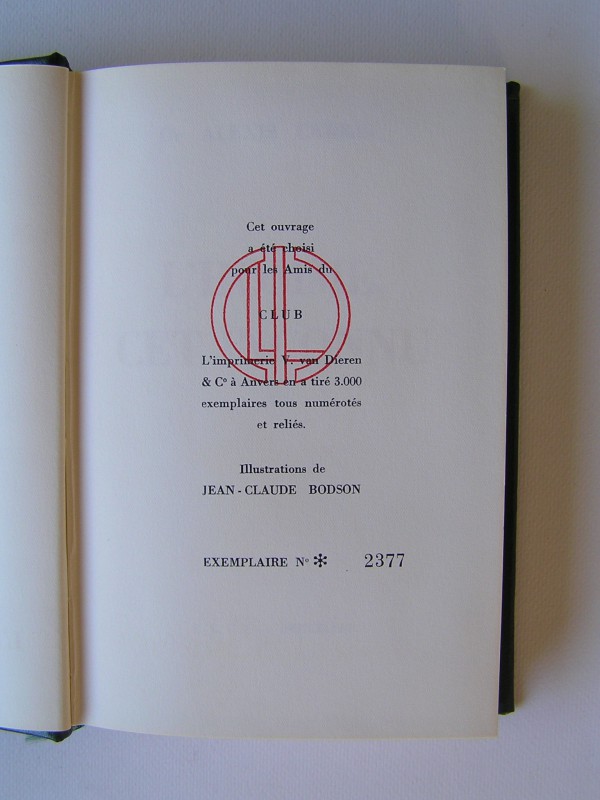 Cet ouvrage
a été choisi
pour les Amis du
CLUB
L'imprimerie V. van Dieren
& Cº à Anvers en a tiré 3.000
exemplaires tous numérotés
et reliés.
Illustrations de
JEAN-CLAUDE BODSON
EXEMPLAIRE Nº * 2377